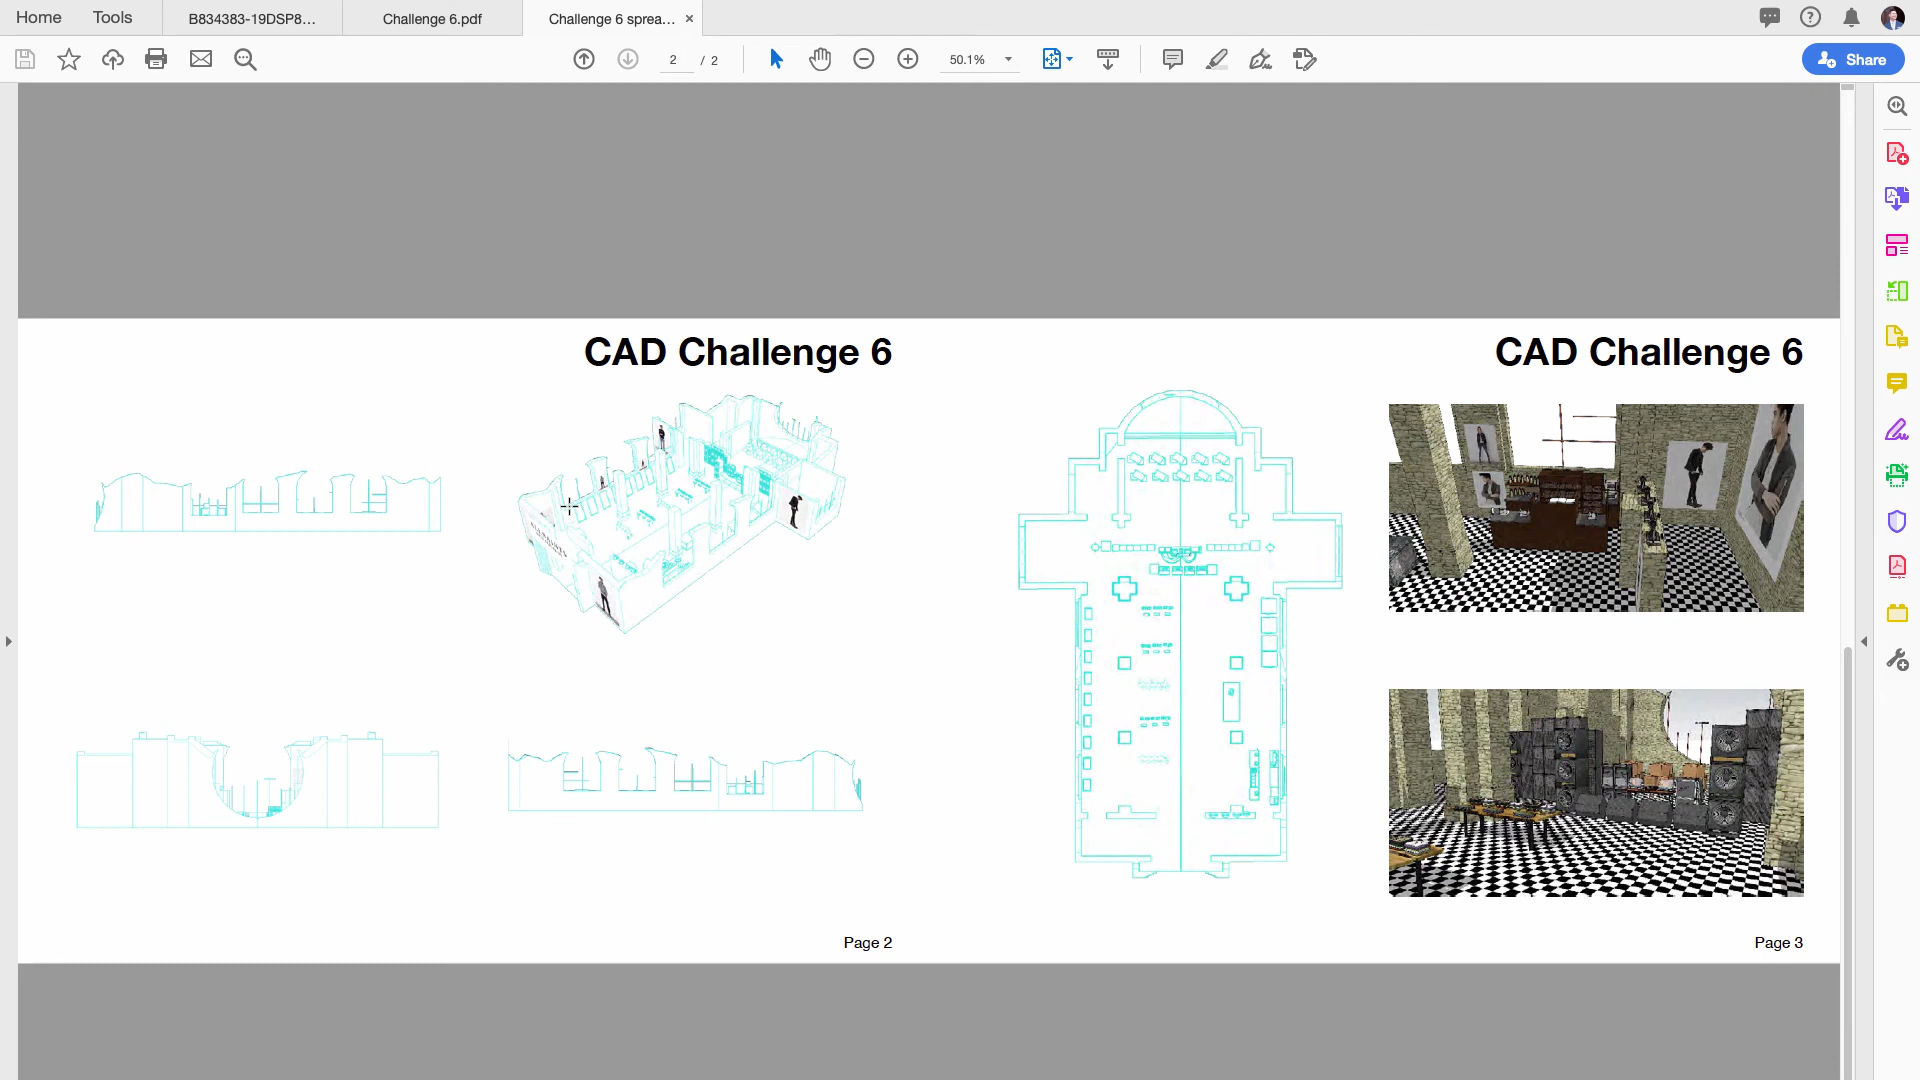 Home
Tools
B834383-19DSP8...
Challenge 6.pdf
Challenge 6 sprea...
2 / 2
50.1%
Share
CAD Challenge 6
CAD Challenge 6
Page 2
Page 3